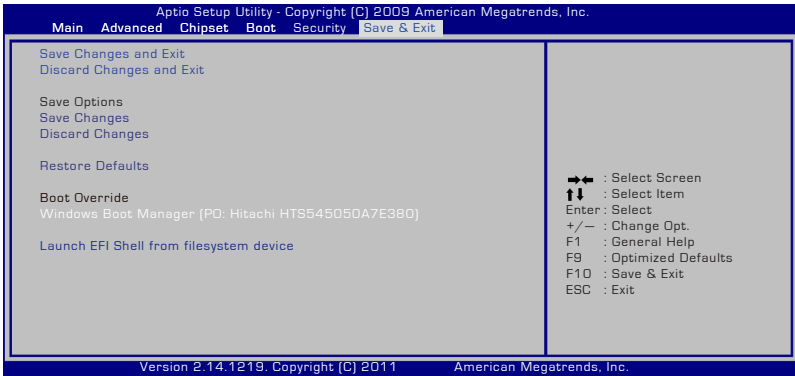 Aptio Setup Utility - Copyright (C) 2009 American Megatrends, Inc.
Main Advanced Chipset Boot Security Save & Exit
Save Changes and Exit
Discard Changes and Exit
Save Options
Save Changes
Discard Changes
Restore Defaults
Boot Override
Windows Boot Manager (PO: Hitachi HTS545050A7E380)
Launch EFI Shell from filesystem device
→← : Select Screen
↑↓ : Select Item
Enter : Select
+/— : Change Opt.
F1 : General Help
F9 : Optimized Defaults
F10 : Save & Exit
ESC : Exit
Version 2.14.1219. Copyright (C) 2011 American Megatrends, Inc.